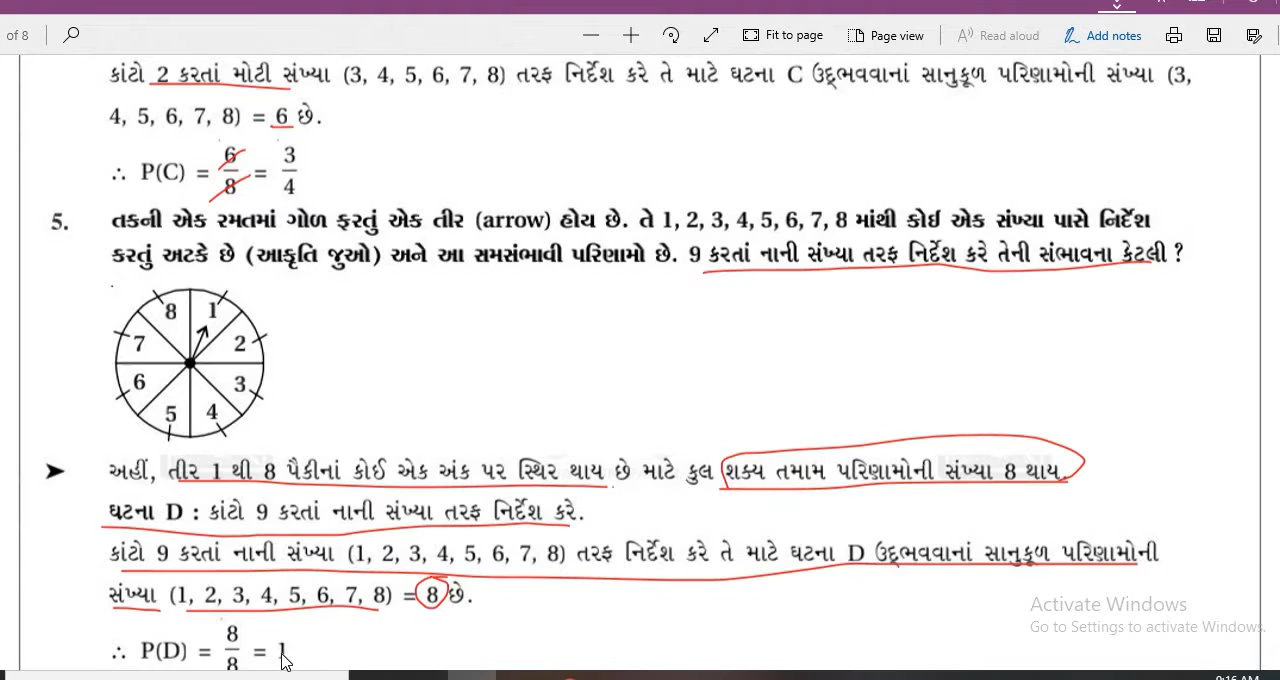 of 8
Fit to page
Page view
Read aloud
Add notes
કાંટો 2 કરતાં મોટી સંખ્યા (3, 4, 5, 6, 7, 8) તરફ નિર્દેશ કરે તે માટે ઘટના C ઉદ્ભવવાનાં સાનુકૂળ પરિણામોની સંખ્યા (3,
4, 5, 6, 7, 8) = 6 છે.
∴ P(C) = 6/8 = 3/4
5. તકની એક રમતમાં ગોળ ફરતું એક તીર (arrow) હોય છે. તે 1, 2, 3, 4, 5, 6, 7, 8 માંથી કોઈ એક સંખ્યા પાસે નિર્દેશ
કરતું અટકે છે (આકૃતિ જુઓ) અને આ સમસંભાવી પરિણામો છે. 9 કરતાં નાની સંખ્યા તરફ નિર્દેશ કરે તેની સંભાવના કેટલી ?
8 1
7 2
6 3
5 4
➤ અહીં, તીર 1 થી 8 પૈકીનાં કોઈ એક અંક પર સ્થિર થાય છે માટે કુલ શક્ય તમામ પરિણામોની સંખ્યા 8 થાય.
ઘટના D : કાંટો 9 કરતાં નાની સંખ્યા તરફ નિર્દેશ કરે.
કાંટો 9 કરતાં નાની સંખ્યા (1, 2, 3, 4, 5, 6, 7, 8) તરફ નિર્દેશ કરે તે માટે ઘટના D ઉદ્ભવવાનાં સાનુકૂળ પરિણામોની
સંખ્યા (1, 2, 3, 4, 5, 6, 7, 8) = 8 છે.
∴ P(D) = 8/8 = 1
Activate Windows
Go to Settings to activate Windows.
9:16 AM